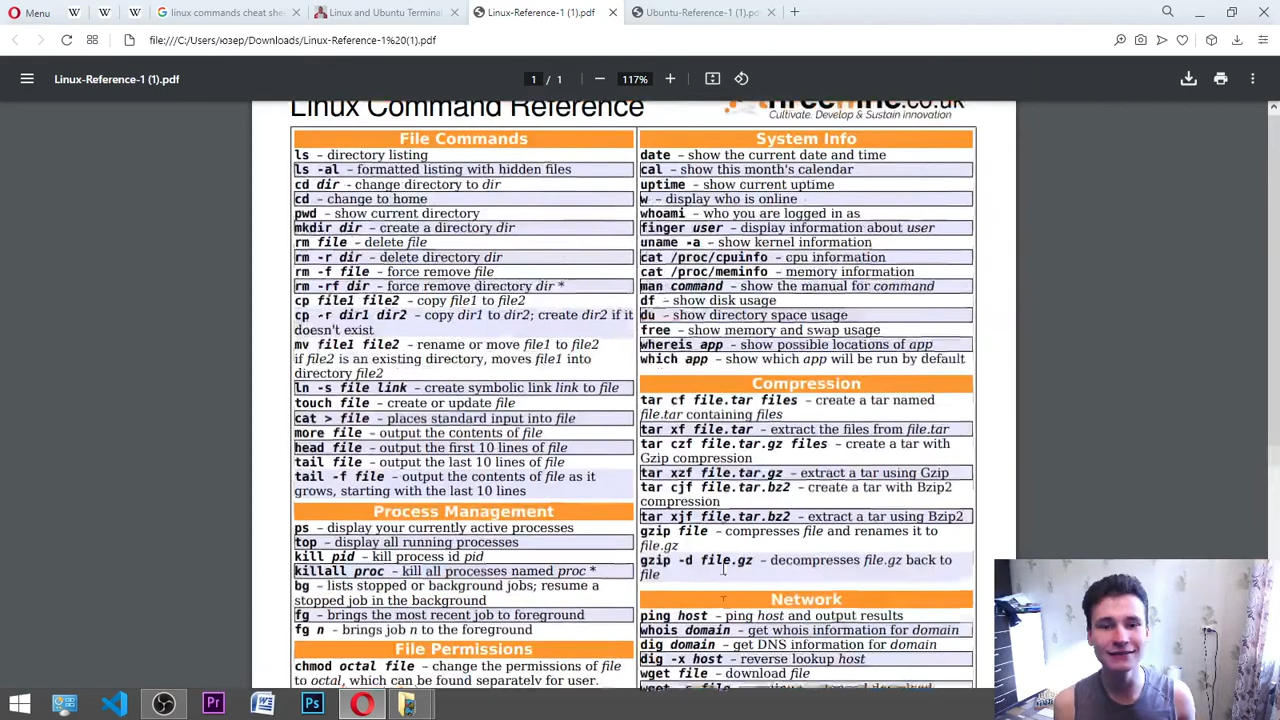 Menu
linux commands cheat shee
Linux and Ubuntu Termina
Linux-Reference-1 (1).pdf
Ubuntu-Reference-1 (1).pd
file:///C:/Users/юзер/Downloads/Linux-Reference-1%20(1).pdf
Linux-Reference-1 (1).pdf
1 / 1
117%
Linux Command Reference
.co.uk
Cultivate. Develop & Sustain innovation
File Commands
ls – directory listing
ls -al – formatted listing with hidden files
cd dir - change directory to dir
cd – change to home
pwd – show current directory
mkdir dir – create a directory dir
rm file – delete file
rm -r dir – delete directory dir
rm -f file – force remove file
rm -rf dir – force remove directory dir *
cp file1 file2 – copy file1 to file2
cp -r dir1 dir2 – copy dir1 to dir2; create dir2 if it
doesn't exist
mv file1 file2 – rename or move file1 to file2
if file2 is an existing directory, moves file1 into
directory file2
ln -s file link – create symbolic link link to file
touch file – create or update file
cat > file – places standard input into file
more file – output the contents of file
head file – output the first 10 lines of file
tail file – output the last 10 lines of file
tail -f file – output the contents of file as it
grows, starting with the last 10 lines
Process Management
ps – display your currently active processes
top – display all running processes
kill pid – kill process id pid
killall proc – kill all processes named proc *
bg – lists stopped or background jobs; resume a
stopped job in the background
fg – brings the most recent job to foreground
fg n – brings job n to the foreground
File Permissions
chmod octal file – change the permissions of file
to octal, which can be found separately for user,
System Info
date – show the current date and time
cal – show this month's calendar
uptime – show current uptime
w – display who is online
whoami – who you are logged in as
finger user – display information about user
uname -a – show kernel information
cat /proc/cpuinfo – cpu information
cat /proc/meminfo – memory information
man command – show the manual for command
df – show disk usage
du – show directory space usage
free – show memory and swap usage
whereis app – show possible locations of app
which app – show which app will be run by default
Compression
tar cf file.tar files – create a tar named
file.tar containing files
tar xf file.tar – extract the files from file.tar
tar czf file.tar.gz files – create a tar with
Gzip compression
tar xzf file.tar.gz – extract a tar using Gzip
tar cjf file.tar.bz2 – create a tar with Bzip2
compression
tar xjf file.tar.bz2 – extract a tar using Bzip2
gzip file – compresses file and renames it to
file.gz
gzip -d file.gz – decompresses file.gz back to
file
Network
ping host – ping host and output results
whois domain – get whois information for domain
dig domain – get DNS information for domain
dig -x host – reverse lookup host
wget file – download file
Pr
Ps